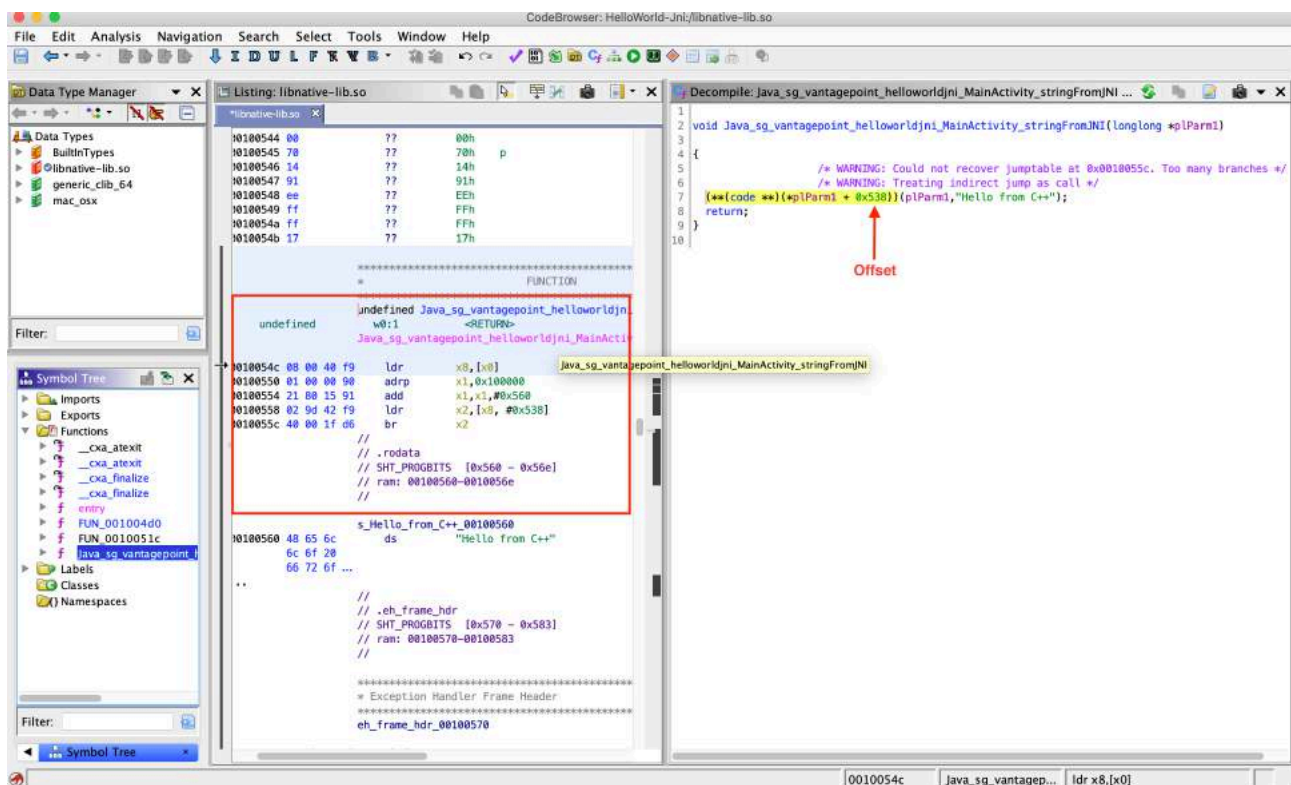 CodeBrowser: HelloWorld-Jni:/libnative-lib.so
File Edit Analysis Navigation Search Select Tools Window Help
I D U L F R V B
Data Type Manager
Data Types
BuiltInTypes
libnative-lib.so
generic_clib_64
mac_osx
Filter:
Symbol Tree
Imports
Exports
Functions
__cxa_atexit
__cxa_atexit
__cxa_finalize
__cxa_finalize
entry
FUN_001004d0
FUN_0010051c
Java_sg_vantagepoint_h
Labels
Classes
Namespaces
Filter:
Symbol Tree
Listing: libnative-lib.so
*libnative-lib.so
00100544 00 ?? 00h
00100545 70 ?? 70h p
00100546 14 ?? 14h
00100547 91 ?? 91h
00100548 ee ?? EEh
00100549 ff ?? FFh
0010054a ff ?? FFh
0010054b 17 ?? 17h
************************************************
* FUNCTION
************************************************
undefined Java_sg_vantagepoint_helloworldjn
undefined w0:1 <RETURN>
Java_sg_vantagepoint_helloworldjni_MainActiv
0010054c 08 00 40 f9 ldr x8,[x0]
00100550 01 00 00 90 adrp x1,0x100000
00100554 21 80 15 91 add x1,x1,#0x560
00100558 02 9d 42 f9 ldr x2,[x8, #0x538]
0010055c 40 00 1f d6 br x2
//
// .rodata
// SHT_PROGBITS [0x560 - 0x56e]
// ram: 00100560-0010056e
//
s_Hello_from_C++_00100560
00100560 48 65 6c ds "Hello from C++"
6c 6f 20
66 72 6f ...
..
//
// .eh_frame_hdr
// SHT_PROGBITS [0x570 - 0x583]
// ram: 00100570-00100583
//
************************************************
* Exception Handler Frame Header
************************************************
eh_frame_hdr_00100570
Java_sg_vantagepoint_helloworldjni_MainActivity_stringFromJNI
Decompile: Java_sg_vantagepoint_helloworldjni_MainActivity_stringFromJNI ...
1
2 void Java_sg_vantagepoint_helloworldjni_MainActivity_stringFromJNI(longlong *plParm1)
3
4 {
5 /* WARNING: Could not recover jumptable at 0x0010055c. Too many branches */
6 /* WARNING: Treating indirect jump as call */
7 (**(code **)(*plParm1 + 0x538))(plParm1,"Hello from C++");
8 return;
9 }
10
Offset
0010054c Java_sg_vantagep... ldr x8,[x0]